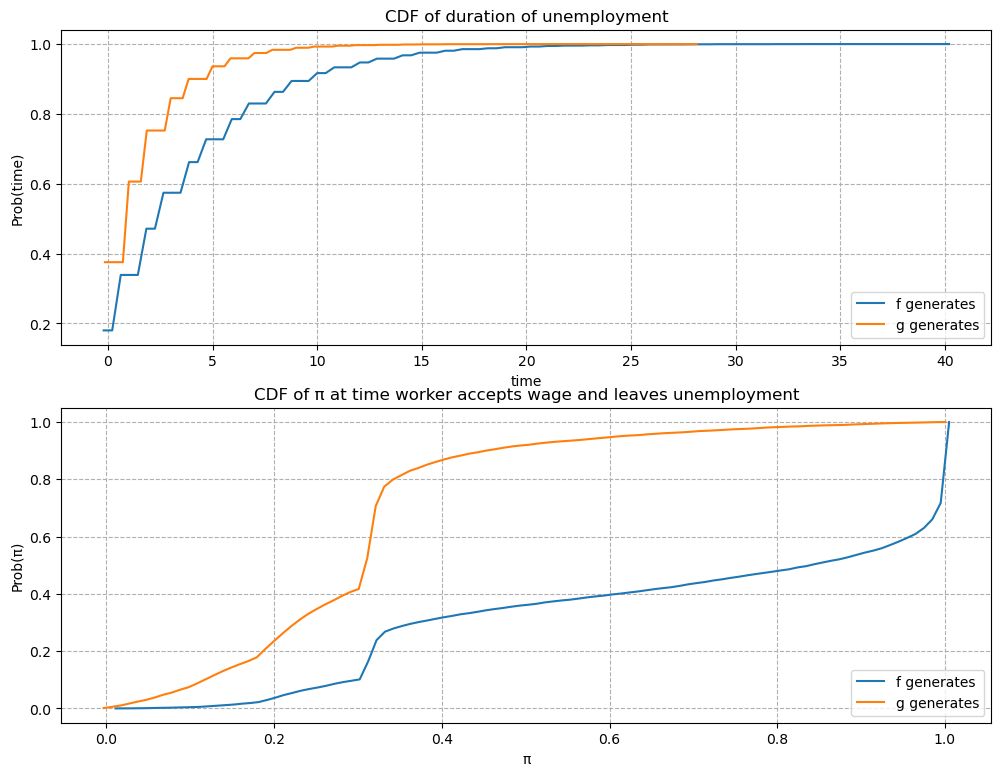 CDF of duration of unemployment
Prob(time)
1.0
0.8
0.6
0.4
0.2
0 5 10 15 20 25 30 35 40
time
f generates
g generates
CDF of π at time worker accepts wage and leaves unemployment
Prob(π)
1.0
0.8
0.6
0.4
0.2
0.0
0.0 0.2 0.4 0.6 0.8 1.0
π
f generates
g generates